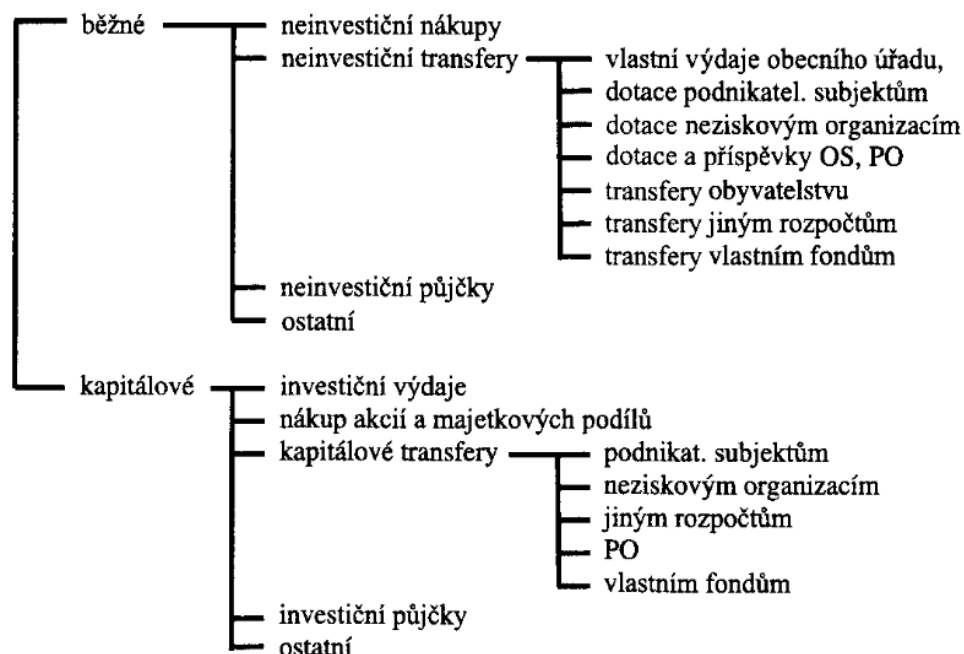 běžné neinvestiční nákupy
neinvestiční transfery vlastní výdaje obecního úřadu,
dotace podnikatel. subjektům
dotace neziskovým organizacím
dotace a příspěvky OS, PO
transfery obyvatelstvu
transfery jiným rozpočtům
transfery vlastním fondům
neinvestiční půjčky
ostatní
kapitálové investiční výdaje
nákup akcií a majetkových podílů
kapitálové transfery podnikat. subjektům
neziskovým organizacím
jiným rozpočtům
PO
vlastním fondům
investiční půjčky
ostatní